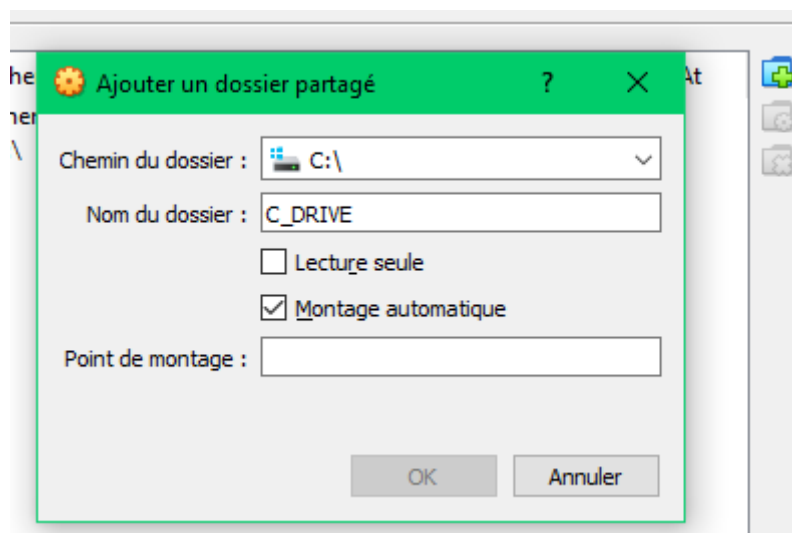 Ajouter un dossier partagé ?
At
Chemin du dossier : C:\
Nom du dossier : C_DRIVE
Lecture seule
Montage automatique
Point de montage :
OK Annuler